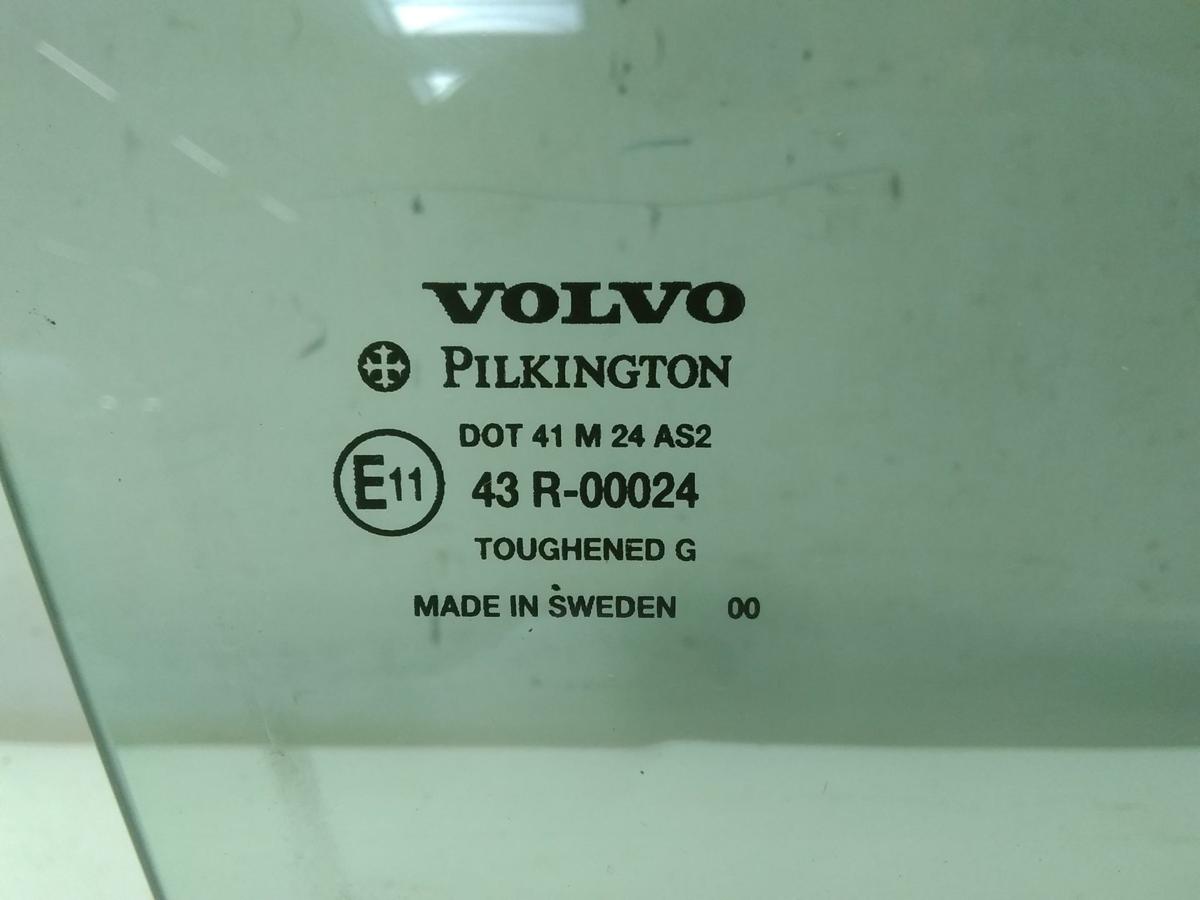 VOLVO
PILKINGTON
DOT 41 M 24 AS2
E11 43 R-00024
TOUGHENED G
MADE IN SWEDEN 00